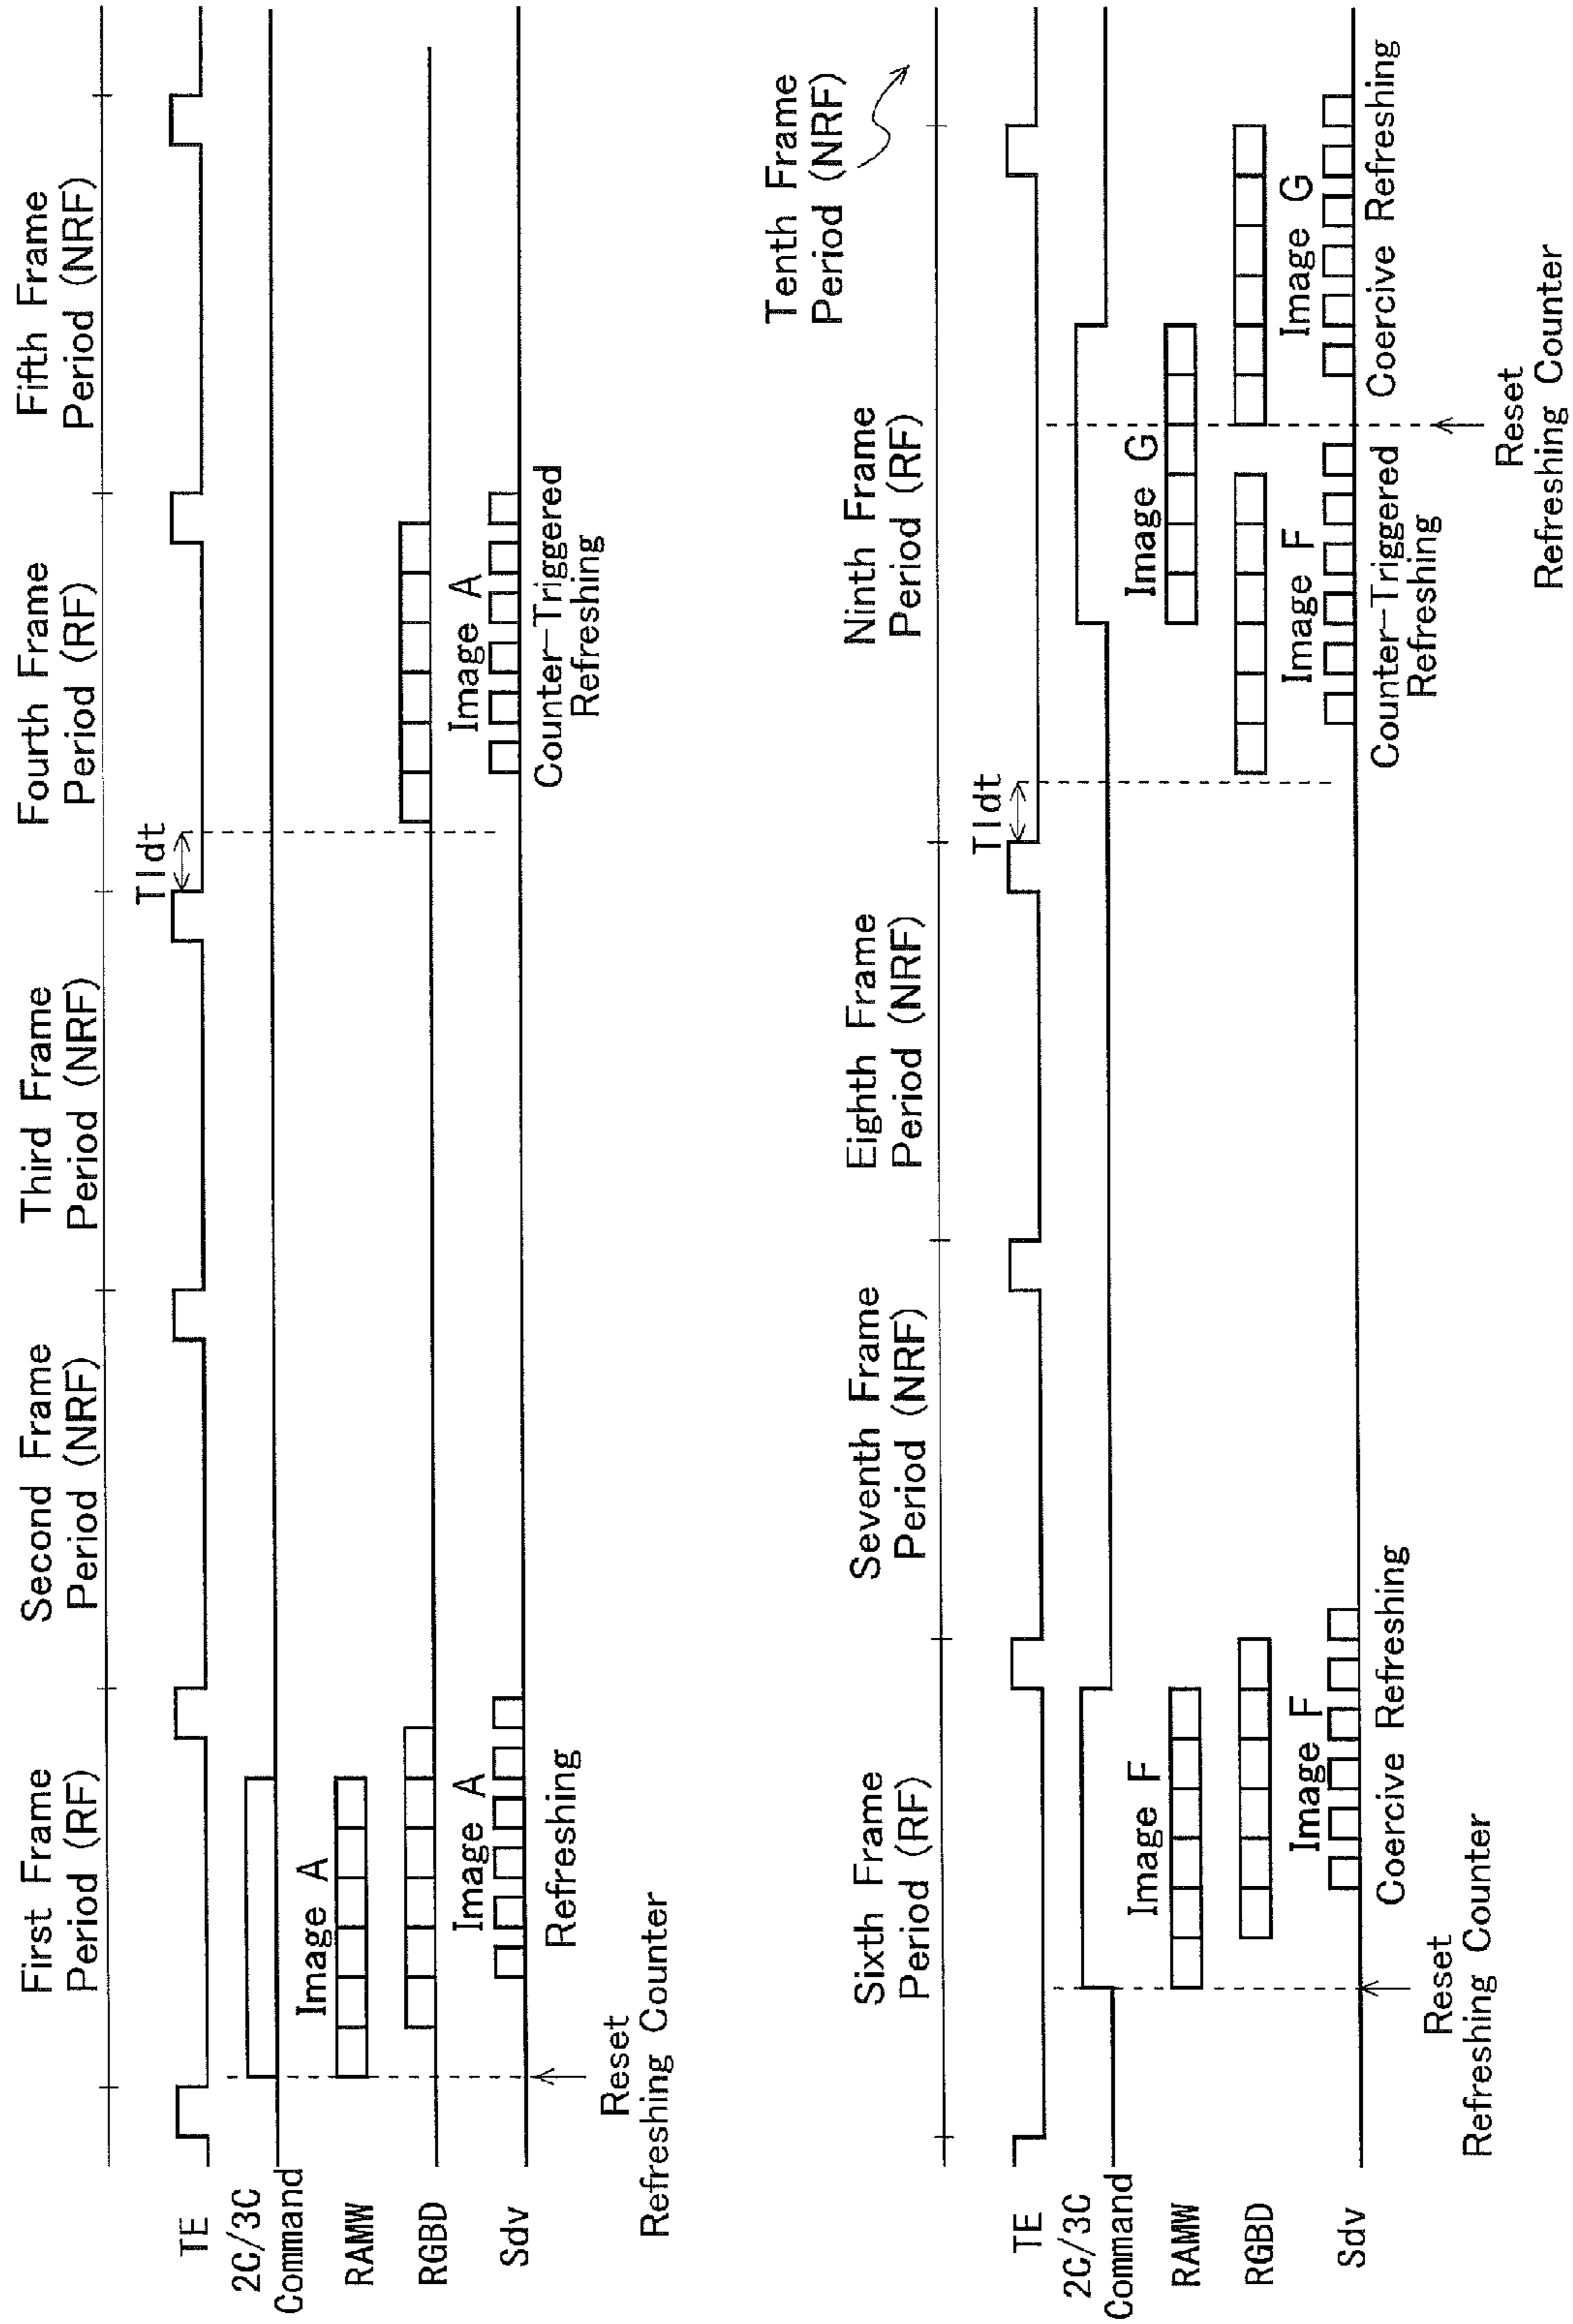 First Frame
Period (RF)
Second Frame
Period (NRF)
Third Frame
Period (NRF)
Fourth Frame
Period (RF)
Fifth Frame
Period (NRF)
Tldt
TE
2C/3C
Command
Image A
RAMW
RGBD
Image A
Image A
Sdv
Refreshing
Counter-Triggered
Refreshing
Reset
Refreshing Counter
Tenth Frame
Period (NRF)
Sixth Frame
Period (RF)
Seventh Frame
Period (NRF)
Eighth Frame
Period (NRF)
Ninth Frame
Period (RF)
Tldt
TE
2C/3C
Command
Image F
Image G
RAMW
RGBD
Image F
Image F
Image G
Sdv
Coercive Refreshing
Counter-Triggered
Refreshing
Coercive Refreshing
Reset
Refreshing Counter
Reset
Refreshing Counter